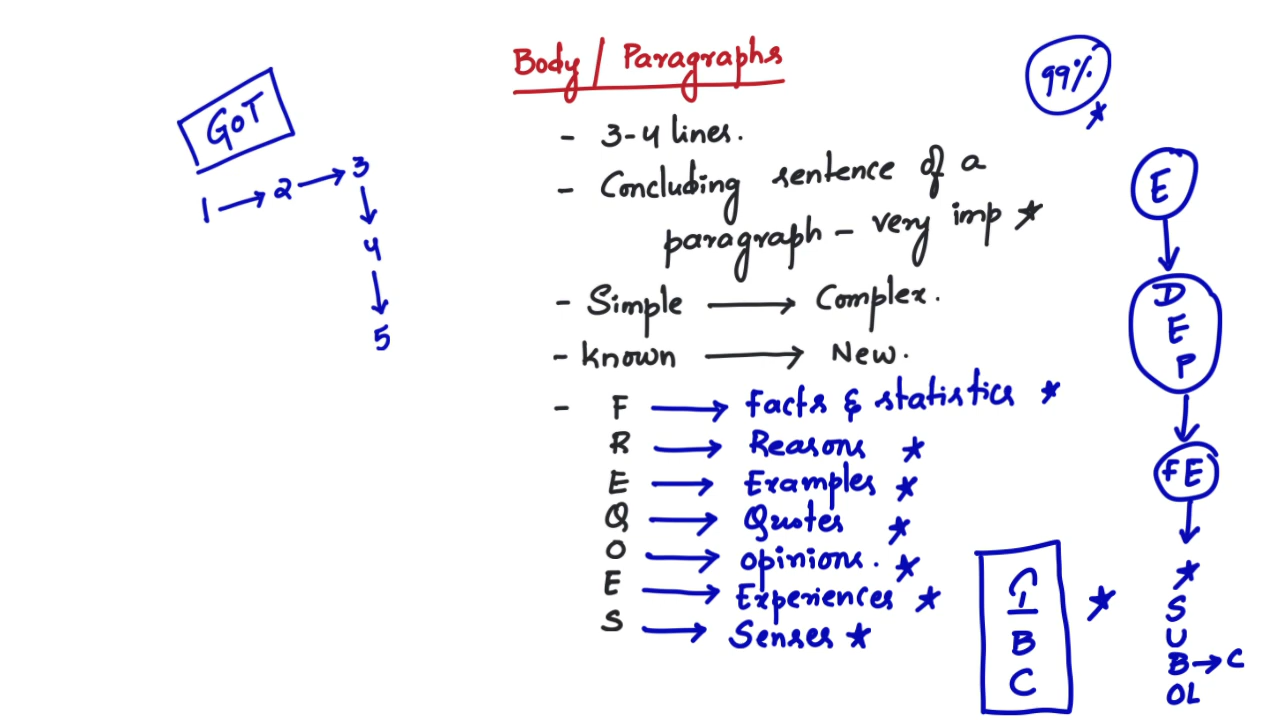 Body / Paragraphs
99%
GoT
1 → 2 → 3
4
5
- 3-4 lines.
- Concluding sentence of a
paragraph - very imp ★
- Simple → Complex.
- known → New.
- F → facts & statistics ★
R → Reasons ★
E → Examples ★
Q → Quotes ★
O → opinions. ★
E → Experiences ★
S → Senses ★
I
B
C
★
E
D
E
P
fE
★
S
U
B → C
OL